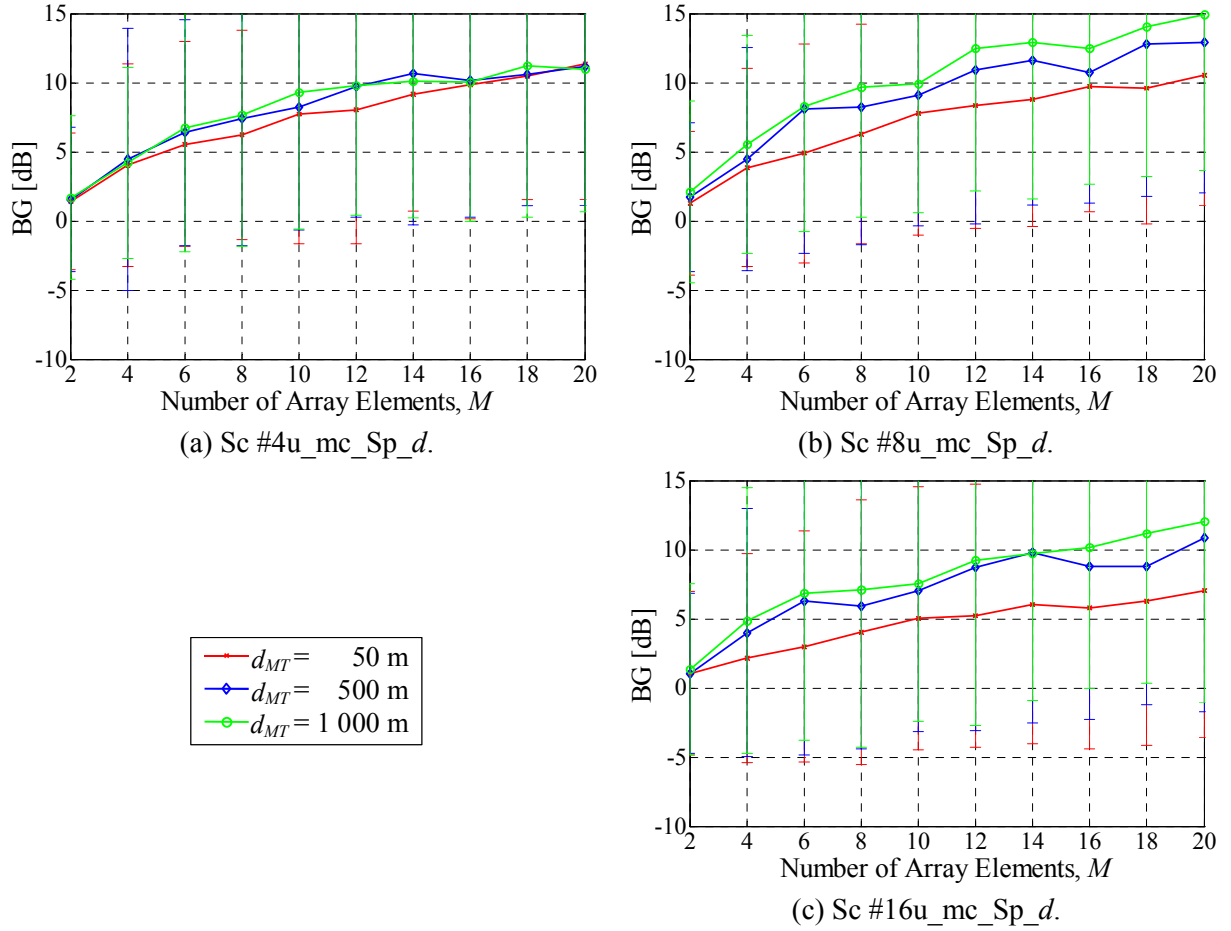 15
10
5
0
-5
-10
BG [dB]
2 4 6 8 10 12 14 16 18 20
Number of Array Elements, M
(a) Sc #4u_mc_Sp_d.
15
10
5
0
-5
-10
BG [dB]
2 4 6 8 10 12 14 16 18 20
Number of Array Elements, M
(b) Sc #8u_mc_Sp_d.
d_MT = 50 m
d_MT = 500 m
d_MT = 1 000 m
15
10
5
0
-5
-10
BG [dB]
2 4 6 8 10 12 14 16 18 20
Number of Array Elements, M
(c) Sc #16u_mc_Sp_d.